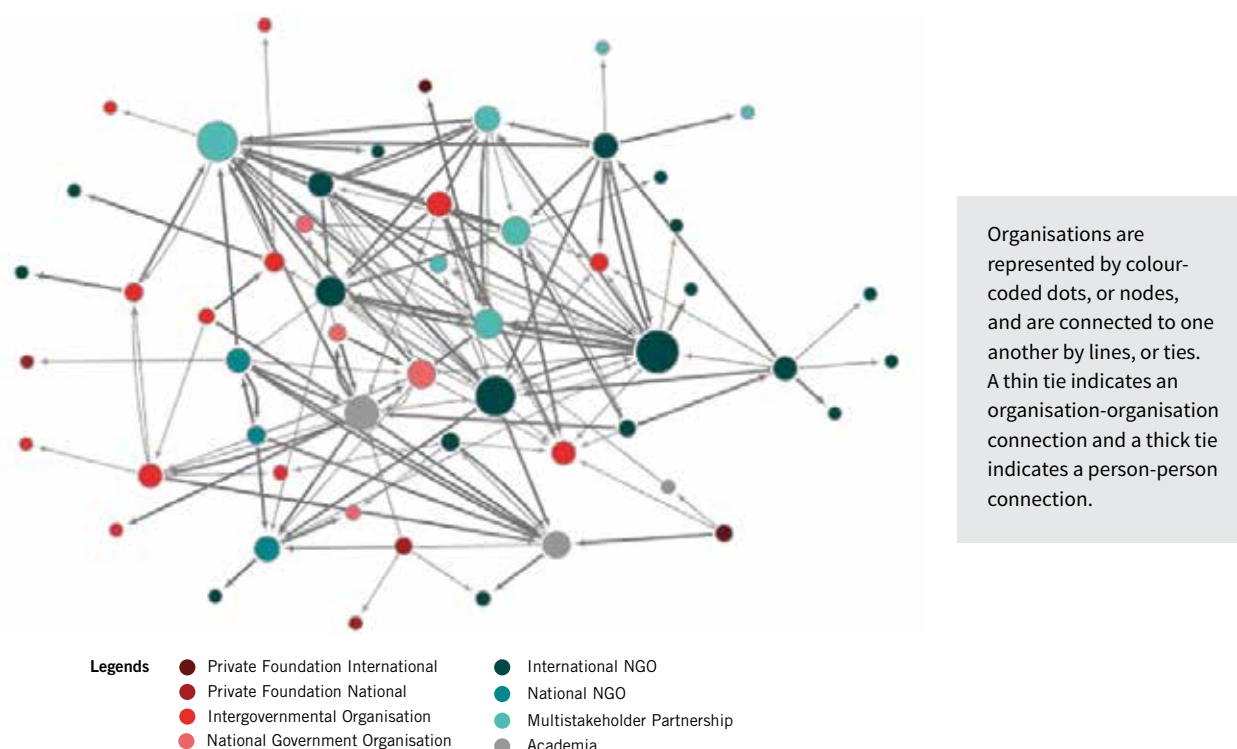 Organisations are
represented by colour-
coded dots, or nodes,
and are connected to one
another by lines, or ties.
A thin tie indicates an
organisation-organisation
connection and a thick tie
indicates a person-person
connection.
Legends
Private Foundation International
Private Foundation National
Intergovernmental Organisation
National Government Organisation
International NGO
National NGO
Multistakeholder Partnership
Academia